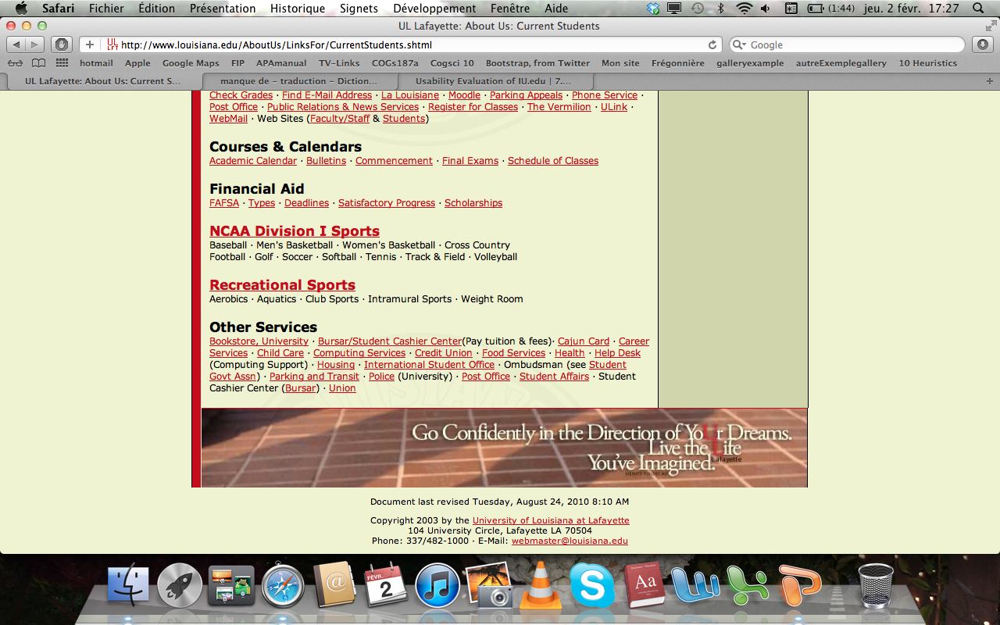 Safari Fichier Édition Présentation Historique Signets Développement Fenêtre Aide (1:44) jeu. 2 févr. 17:27
UL Lafayette: About Us: Current Students
UL LFT http://www.louisiana.edu/AboutUs/LinksFor/CurrentStudents.shtml Google
hotmail Apple Google Maps FIP APAmanual TV-Links COGs187a Cogsci 10 Bootstrap, from Twitter Mon site Frégonnière galleryexample autreExemplegallery 10 Heuristics
UL Lafayette: About Us: Current S... manque de – traduction – Diction... Usability Evaluation of IU.edu | 7....
Check Grades · Find E-Mail Address · La Louisiane · Moodle · Parking Appeals · Phone Service ·
Post Office · Public Relations & News Services · Register for Classes · The Vermilion · ULink ·
WebMail · Web Sites (Faculty/Staff & Students)
Courses & Calendars
Academic Calendar · Bulletins · Commencement · Final Exams · Schedule of Classes
Financial Aid
FAFSA · Types · Deadlines · Satisfactory Progress · Scholarships
NCAA Division I Sports
Baseball · Men's Basketball · Women's Basketball · Cross Country
Football · Golf · Soccer · Softball · Tennis · Track & Field · Volleyball
Recreational Sports
Aerobics · Aquatics · Club Sports · Intramural Sports · Weight Room
Other Services
Bookstore, University · Bursar/Student Cashier Center(Pay tuition & fees)· Cajun Card · Career
Services · Child Care · Computing Services · Credit Union · Food Services · Health · Help Desk
(Computing Support) · Housing · International Student Office · Ombudsman (see Student
Govt Assn) · Parking and Transit · Police (University) · Post Office · Student Affairs · Student
Cashier Center (Bursar) · Union
Go Confidently in the Direction of YoUr Dreams.
Live the Life
Lafayette
You've Imagined.
HENRY THOREAU
Document last revised Tuesday, August 24, 2010 8:10 AM
Copyright 2003 by the University of Louisiana at Lafayette
104 University Circle, Lafayette LA 70504
Phone: 337/482-1000 · E-Mail: webmaster@louisiana.edu
FÉVR.
2
Aa